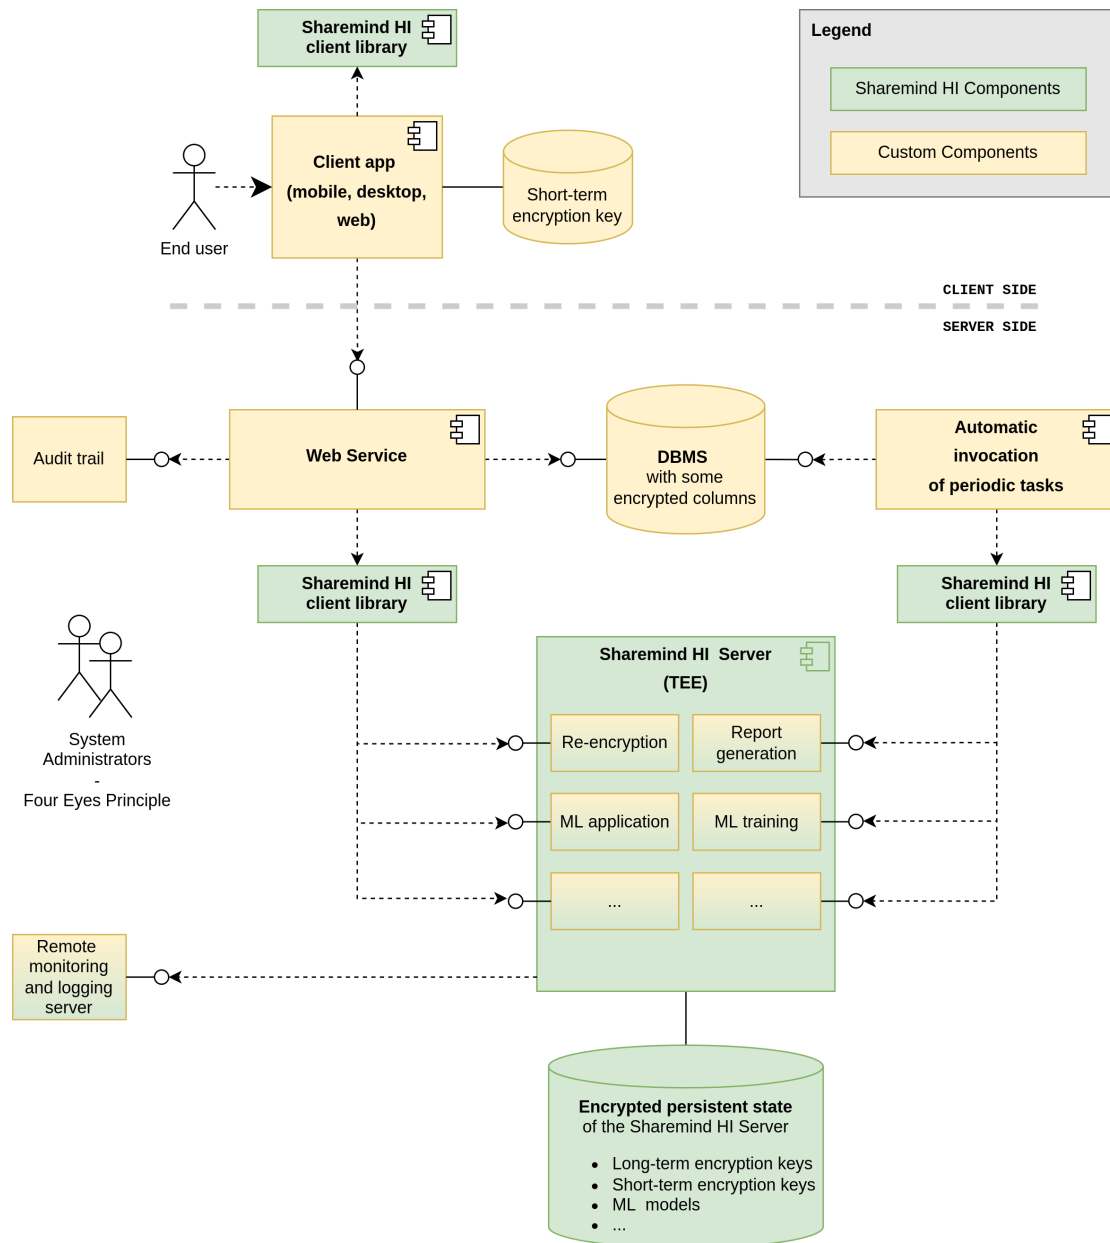 Sharemind HI
client library
Legend
Sharemind HI Components
Custom Components
Client app
(mobile, desktop,
web)
Short-term
encryption key
End user
CLIENT SIDE
SERVER SIDE
Audit trail
Web Service
DBMS
with some
encrypted columns
Automatic
invocation
of periodic tasks
Sharemind HI
client library
Sharemind HI
client library
System
Administrators
-
Four Eyes Principle
Sharemind HI Server
(TEE)
Re-encryption
Report
generation
ML application
ML training
...
...
Remote
monitoring
and logging
server
Encrypted persistent state
of the Sharemind HI Server
• Long-term encryption keys
• Short-term encryption keys
• ML models
• ...